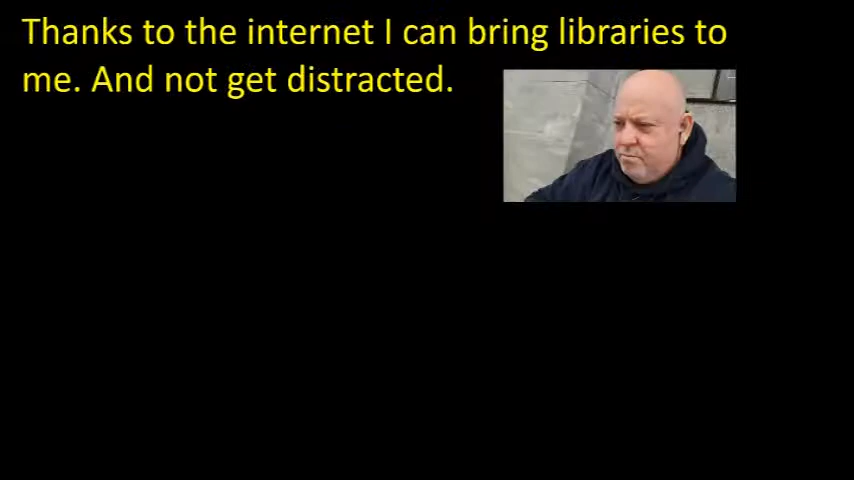 Thanks to the internet I can bring libraries to
me. And not get distracted.